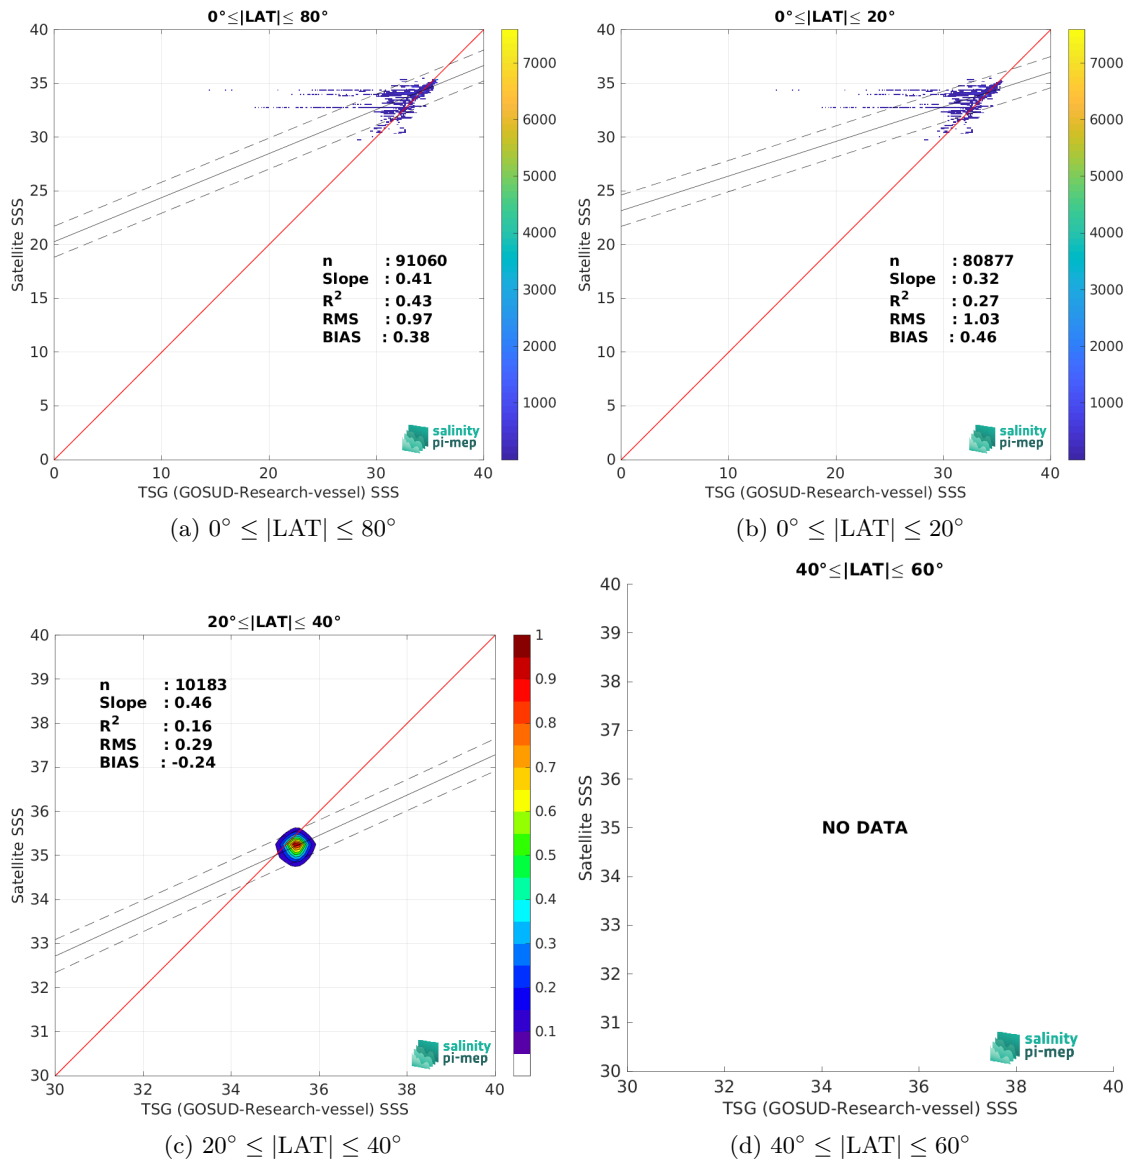 0°≤|LAT|≤ 80°
40
35
30
25
20
15
10
5
0
0
10
20
30
40
Satellite SSS
TSG (GOSUD-Research-vessel) SSS
n : 91060
Slope : 0.41
R² : 0.43
RMS : 0.97
BIAS : 0.38
salinity
pi-mep
7000
6000
5000
4000
3000
2000
1000
(a) 0° ≤ |LAT| ≤ 80°
0°≤|LAT|≤ 20°
40
35
30
25
20
15
10
5
0
0
10
20
30
40
Satellite SSS
TSG (GOSUD-Research-vessel) SSS
n : 80877
Slope : 0.32
R² : 0.27
RMS : 1.03
BIAS : 0.46
salinity
pi-mep
7000
6000
5000
4000
3000
2000
1000
(b) 0° ≤ |LAT| ≤ 20°
20°≤|LAT|≤ 40°
40
39
38
37
36
35
34
33
32
31
30
30
32
34
36
38
40
Satellite SSS
TSG (GOSUD-Research-vessel) SSS
n : 10183
Slope : 0.46
R² : 0.16
RMS : 0.29
BIAS : -0.24
salinity
pi-mep
1
0.9
0.8
0.7
0.6
0.5
0.4
0.3
0.2
0.1
(c) 20° ≤ |LAT| ≤ 40°
40°≤|LAT|≤ 60°
40
39
38
37
36
35
34
33
32
31
30
30
32
34
36
38
40
Satellite SSS
TSG (GOSUD-Research-vessel) SSS
NO DATA
salinity
pi-mep
(d) 40° ≤ |LAT| ≤ 60°